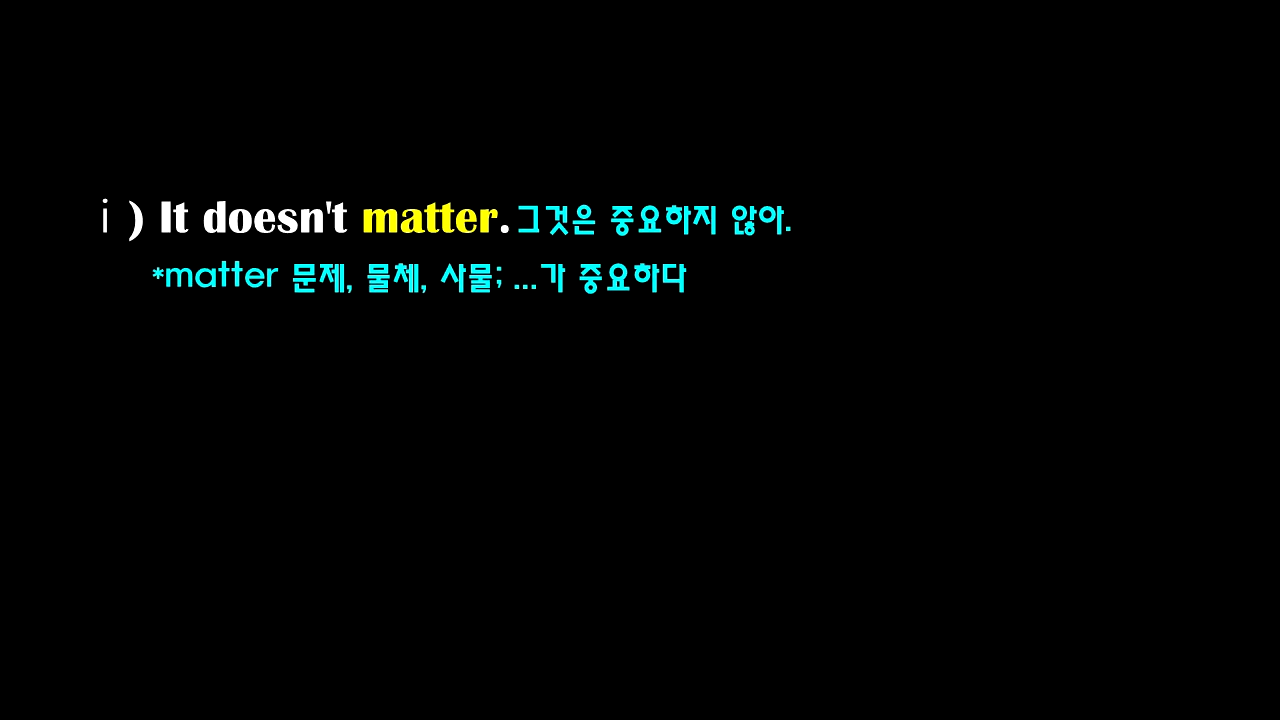 ⅰ) It doesn't matter. 그것은 중요하지 않아.
*matter 문제, 물체, 사물; ...가 중요하다